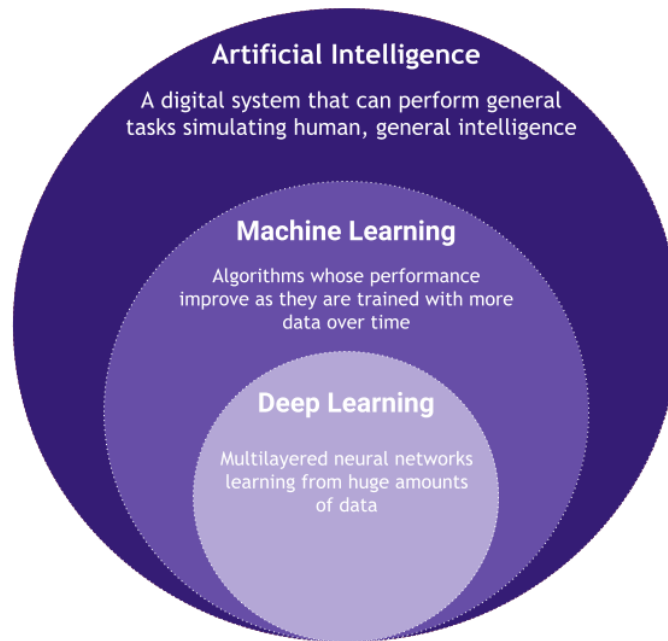 Artificial Intelligence
A digital system that can perform general
tasks simulating human, general intelligence
Machine Learning
Algorithms whose performance
improve as they are trained with more
data over time
Deep Learning
Multilayered neural networks
learning from huge amounts
of data